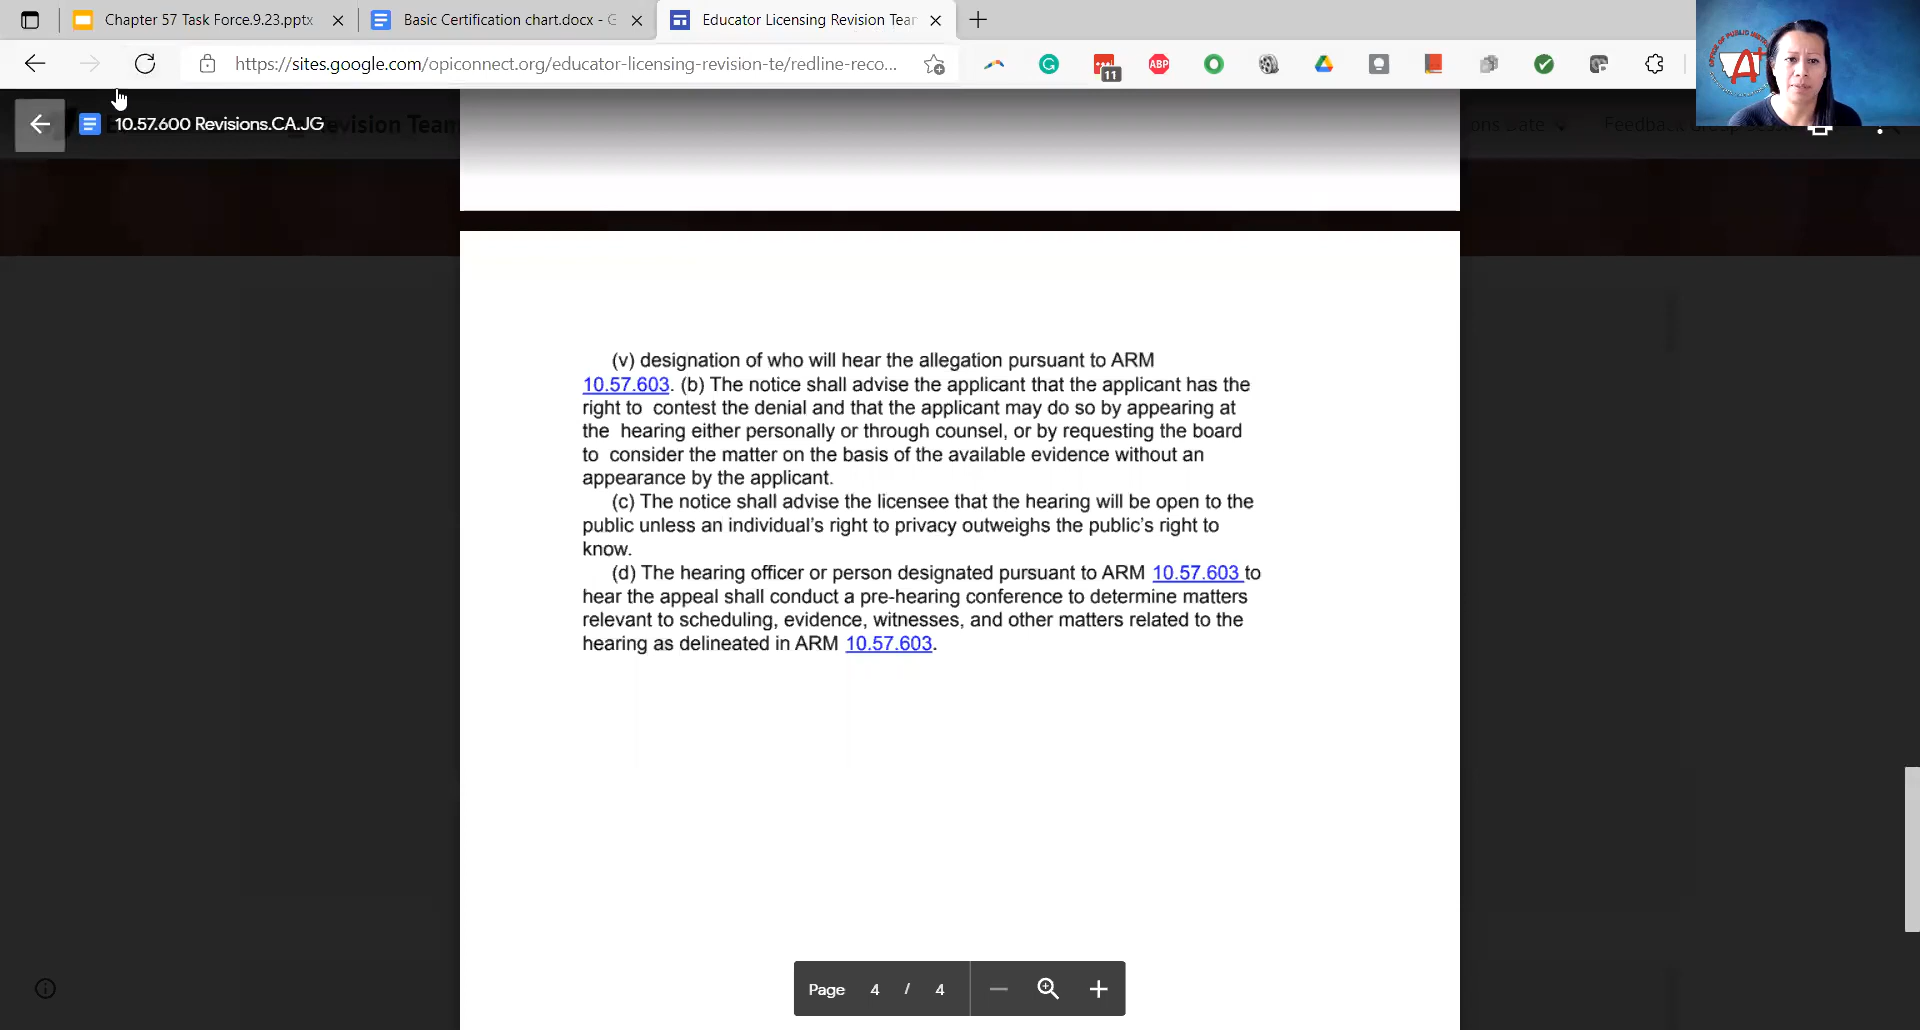 Chapter 57 Task Force.9.23.pptx
Basic Certification chart.docx - G
Educator Licensing Revision Tear
https://sites.google.com/opiconnect.org/educator-licensing-revision-te/redline-reco...
11
ABP
10.57.600 Revisions.CA.JG
evision Team
ons Date
Feedback Group
(v) designation of who will hear the allegation pursuant to ARM
10.57.603. (b) The notice shall advise the applicant that the applicant has the
right to contest the denial and that the applicant may do so by appearing at
the hearing either personally or through counsel, or by requesting the board
to consider the matter on the basis of the available evidence without an
appearance by the applicant.
(c) The notice shall advise the licensee that the hearing will be open to the
public unless an individual's right to privacy outweighs the public's right to
know.
(d) The hearing officer or person designated pursuant to ARM 10.57.603 to
hear the appeal shall conduct a pre-hearing conference to determine matters
relevant to scheduling, evidence, witnesses, and other matters related to the
hearing as delineated in ARM 10.57.603.
Page 4 / 4